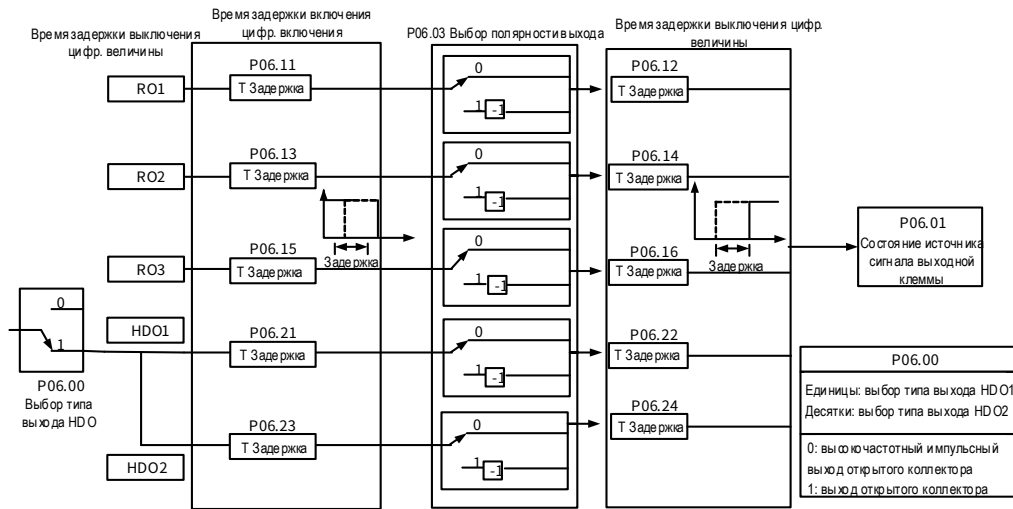 Время задержки выключения
цифр. величины
Время задержки включения
цифр. включения
P06.03 Выбор полярности выхода
Время задержки выключения цифр.
величины
RO1
P06.11
T Задержка
0
1
-1
P06.12
T Задержка
RO2
P06.13
T Задержка
0
1
-1
P06.14
T Задержка
Задержка
Задержка
P06.01
Состояние источника
сигнала выходной
клеммы
RO3
P06.15
T Задержка
0
1
-1
P06.16
T Задержка
0
1
P06.00
Выбор типа
выхода HDO
HDO1
P06.21
T Задержка
0
1
-1
P06.22
T Задержка
HDO2
P06.23
T Задержка
0
1
-1
P06.24
T Задержка
P06.00
Единицы: выбор типа выхода HDO1
Десятки: выбор типа выхода HDO2
0: высокочастотный импульсный
выход открытого коллектора
1: выход открытого коллектора